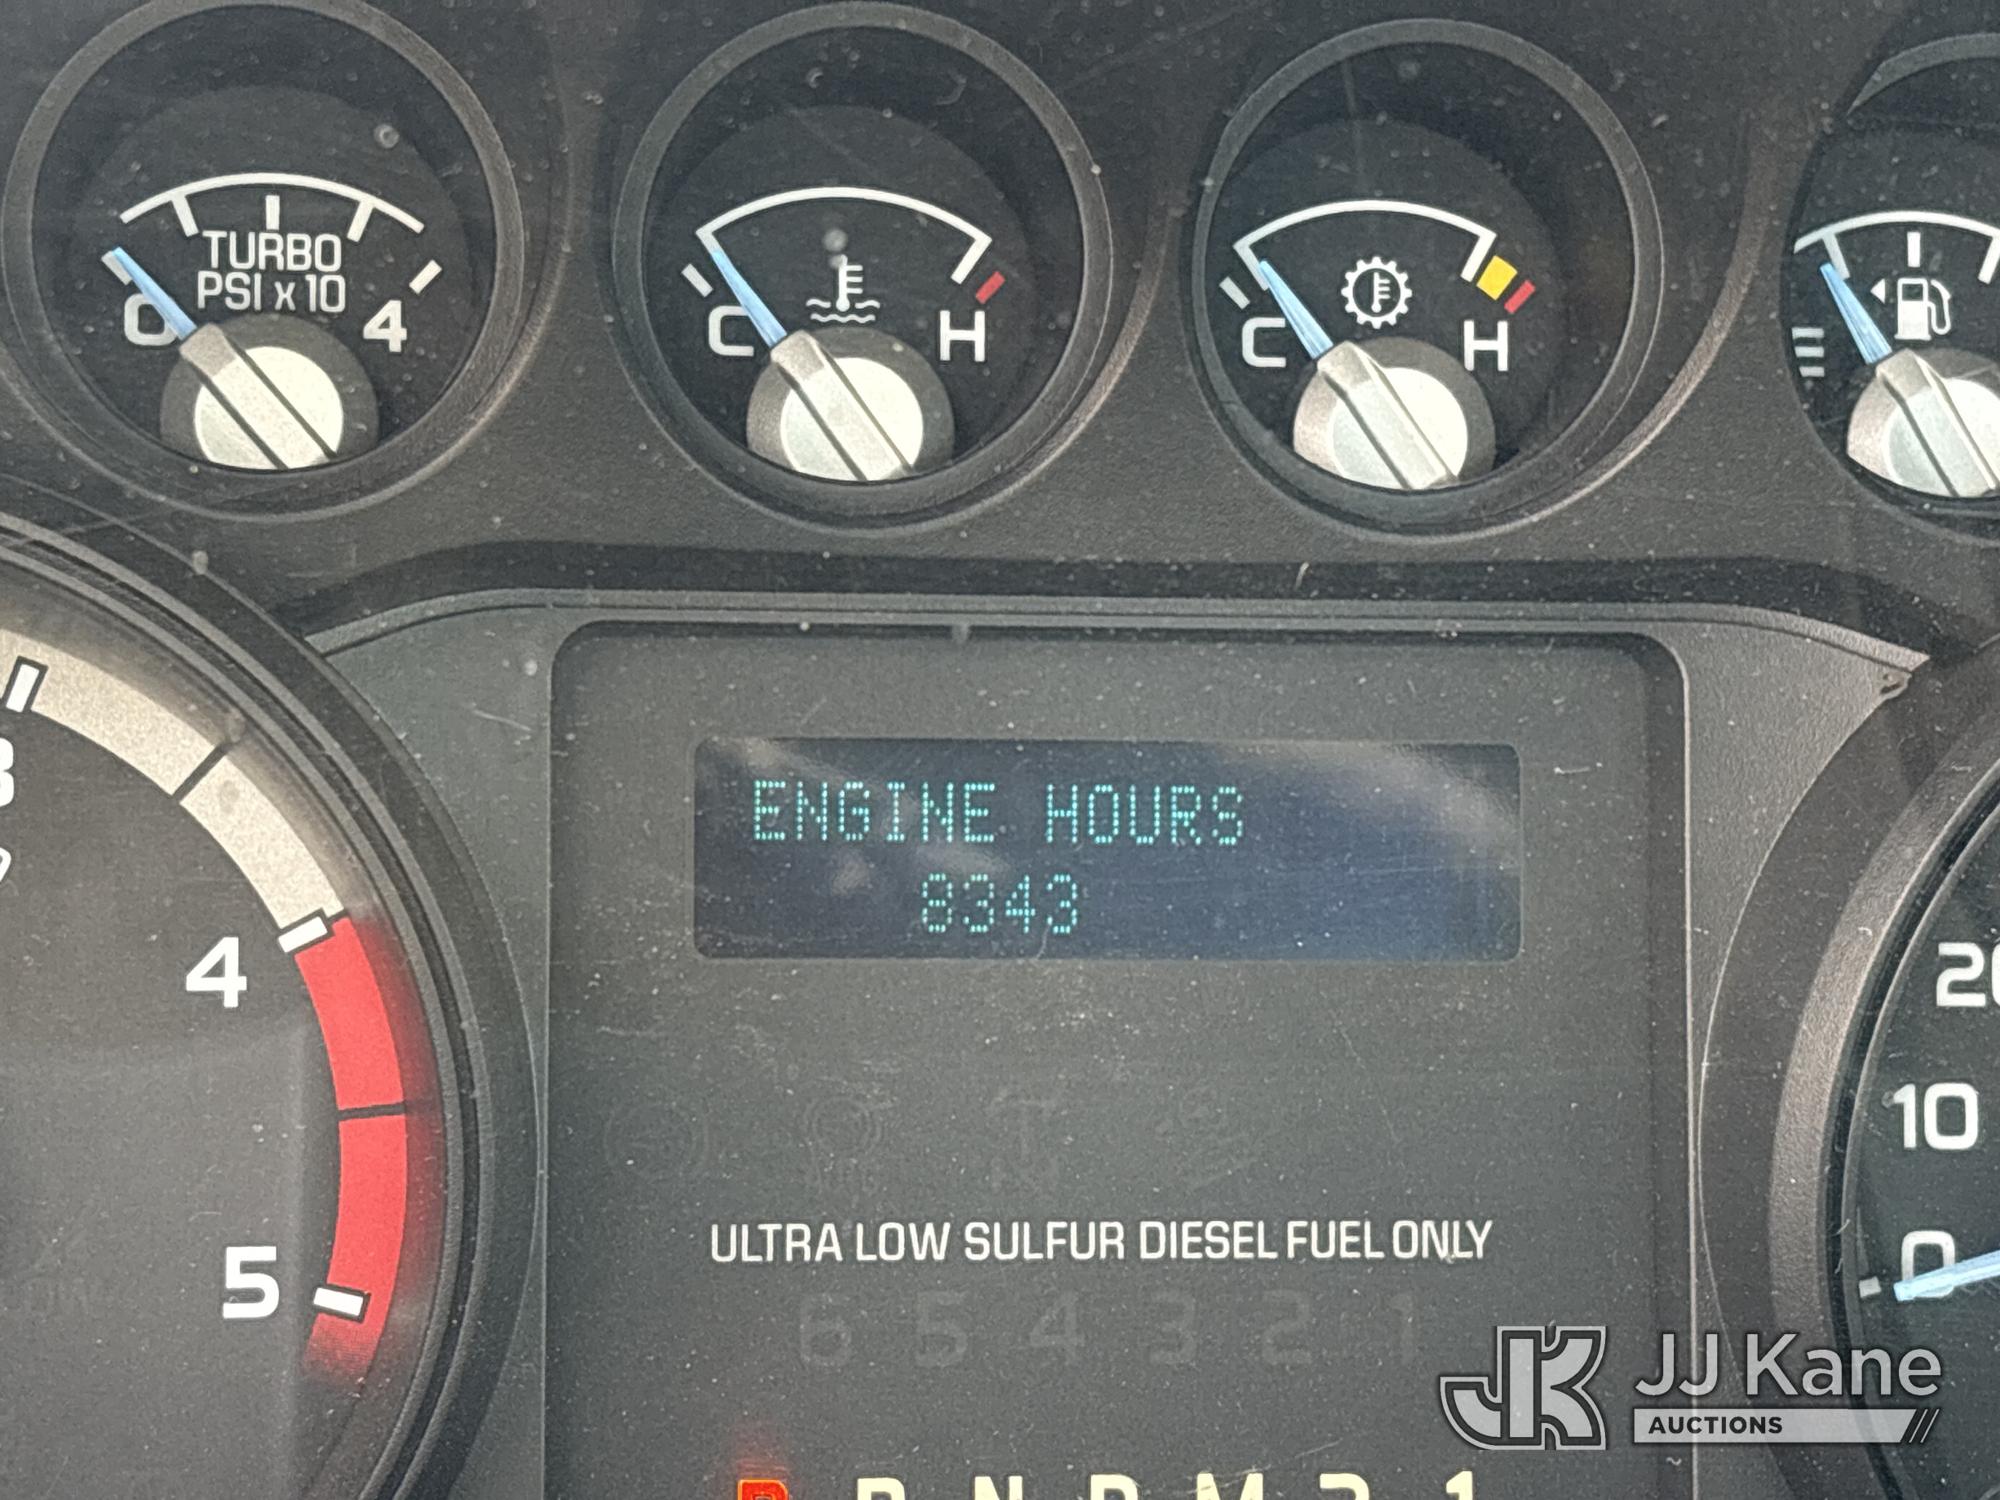 TURBO
PSI x 10
0
4
C
H
C
H
ENGINE HOURS
8343
4
5
20
10
0
ULTRA LOW SULFUR DIESEL FUEL ONLY
6 5 4 3 2 1
JK
JJ Kane
AUCTIONS